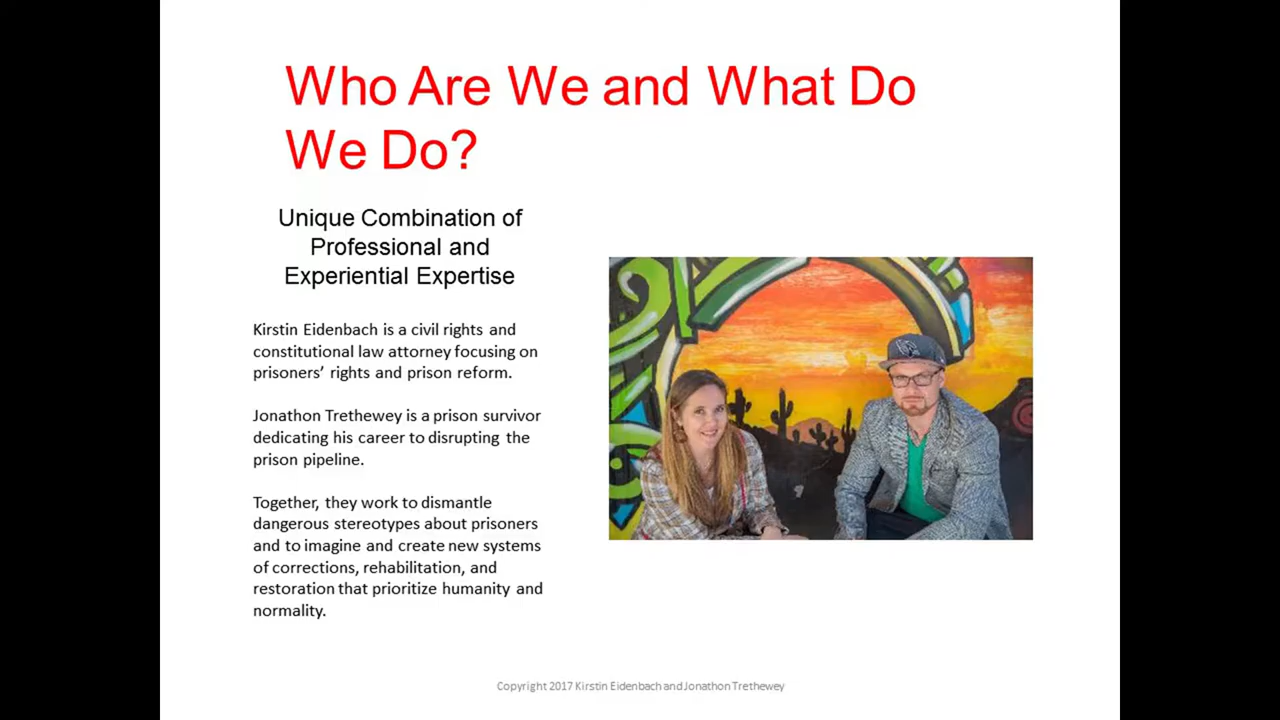 Who Are We and What Do
We Do?
Unique Combination of
Professional and
Experiential Expertise
Kirstin Eidenbach is a civil rights and
constitutional law attorney focusing on
prisoners’ rights and prison reform.
Jonathon Trethewey is a prison survivor
dedicating his career to disrupting the
prison pipeline.
Together, they work to dismantle
dangerous stereotypes about prisoners
and to imagine and create new systems
of corrections, rehabilitation, and
restoration that prioritize humanity and
normality.
Copyright 2017 Kirstin Eidenbach and Jonathon Trethewey